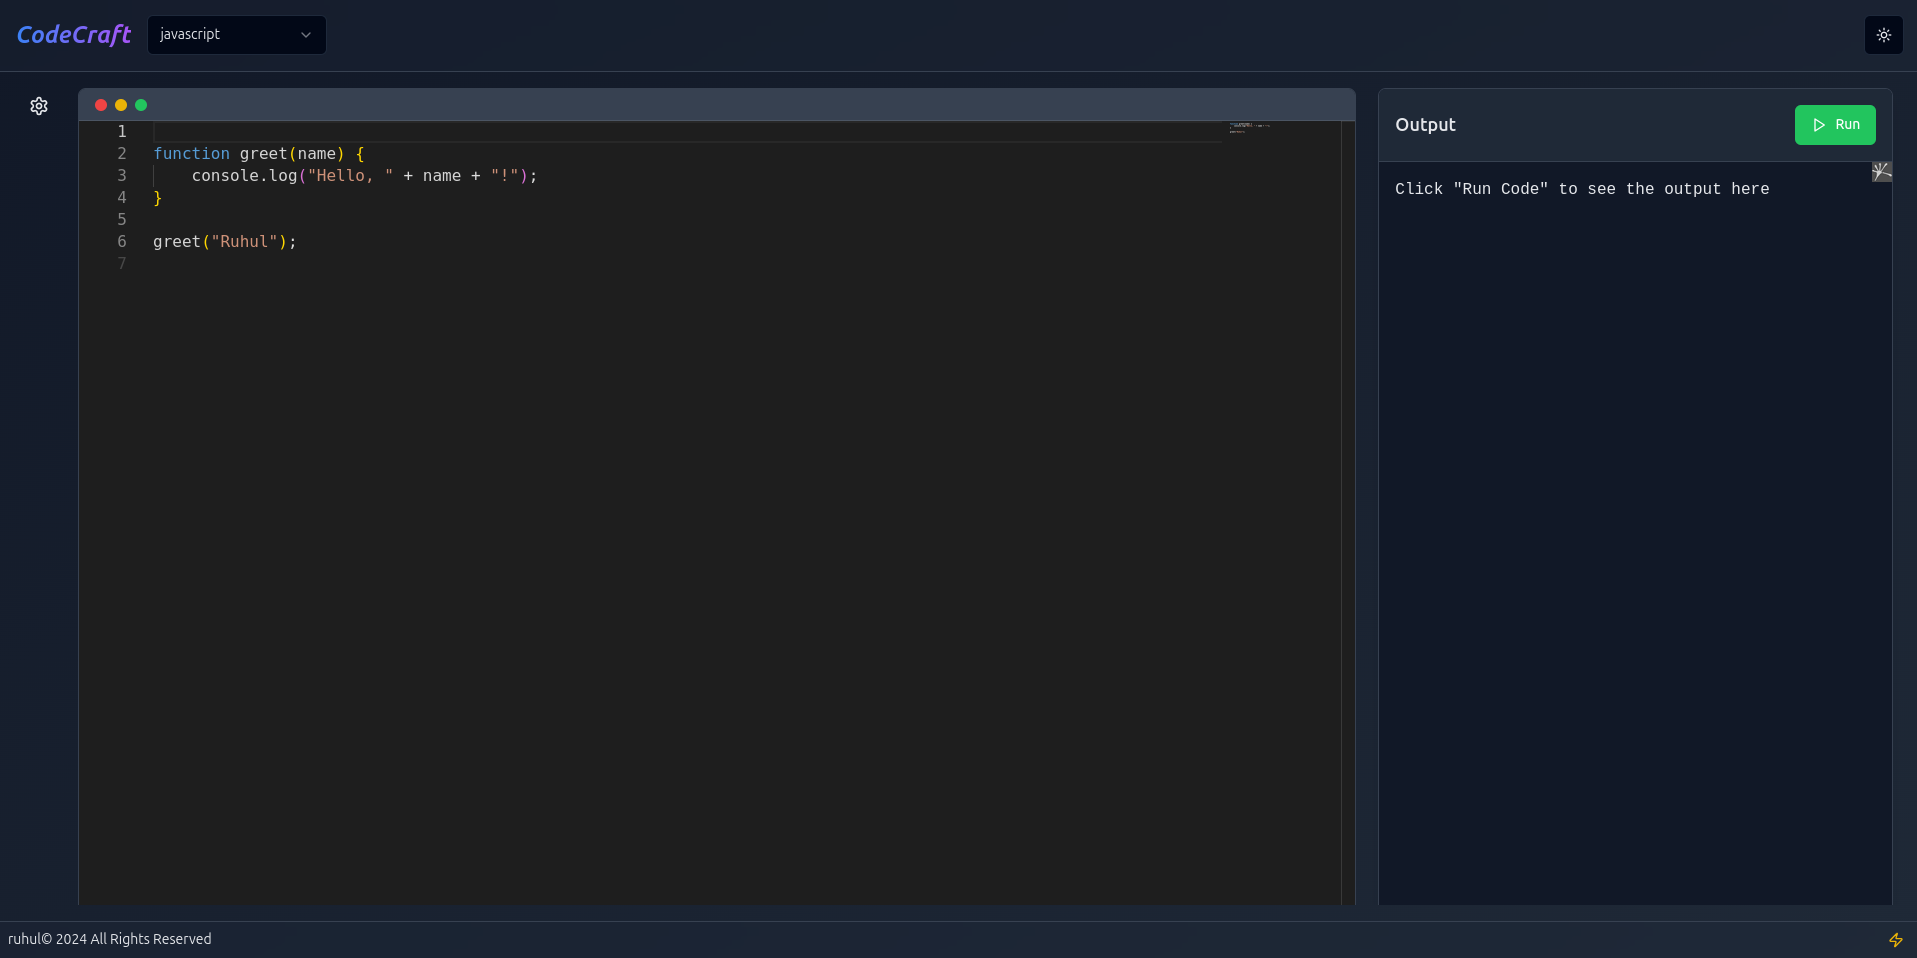 CodeCraft
javascript
1
2 function greet(name) {
3     console.log("Hello, " + name + "!");
4 }
5
6 greet("Ruhul");
7
Output
Run
Click "Run Code" to see the output here
ruhul© 2024 All Rights Reserved